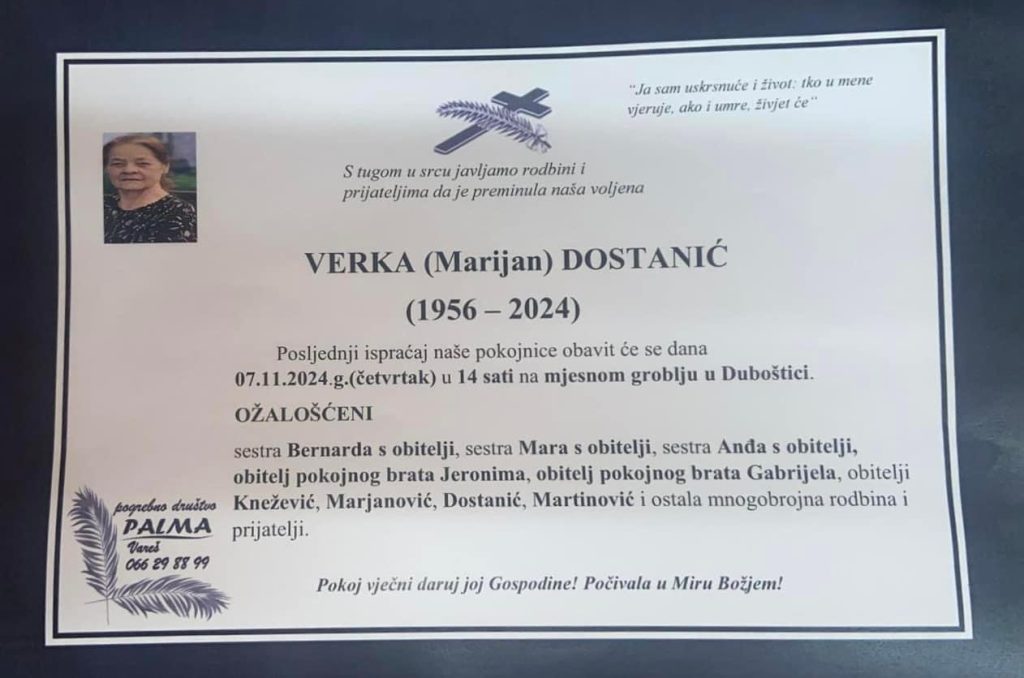 "Ja sam uskrsnuće i život: tko u mene
vjeruje, ako i umre, živjet će"
S tugom u srcu javljamo rodbini i
prijateljima da je preminula naša voljena
VERKA (Marijan) DOSTANIĆ
(1956 – 2024)
Posljednji ispraćaj naše pokojnice obavit će se dana
07.11.2024.g.(četvrtak) u 14 sati na mjesnom groblju u Duboštici.
OŽALOŠĆENI
sestra Bernarda s obitelji, sestra Mara s obitelji, sestra Anđa s obitelji,
obitelj pokojnog brata Jeronima, obitelj pokojnog brata Gabrijela, obitelji
Knežević, Marjanović, Dostanić, Martinović i ostala mnogobrojna rodbina i
prijatelji.
pogrebno društvo
PALMA
Vareš
066 29 88 99
Pokoj vječni daruj joj Gospodine! Počivala u Miru Božjem!